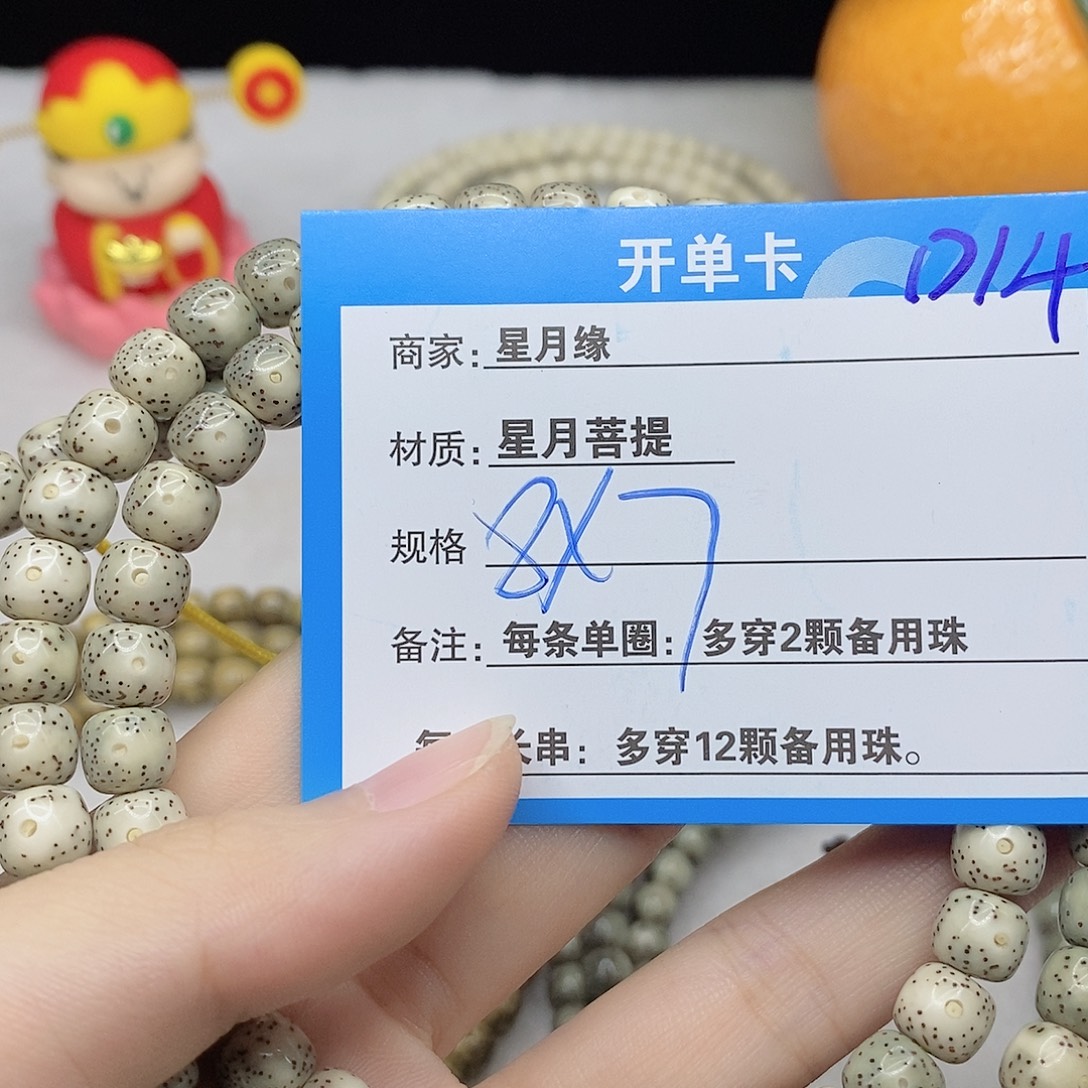 开单卡 014
商家：星月缘
材质：星月菩提
规格 8X7
备注：每条单圈：多穿2颗备用珠
每 长串：多穿12颗备用珠。